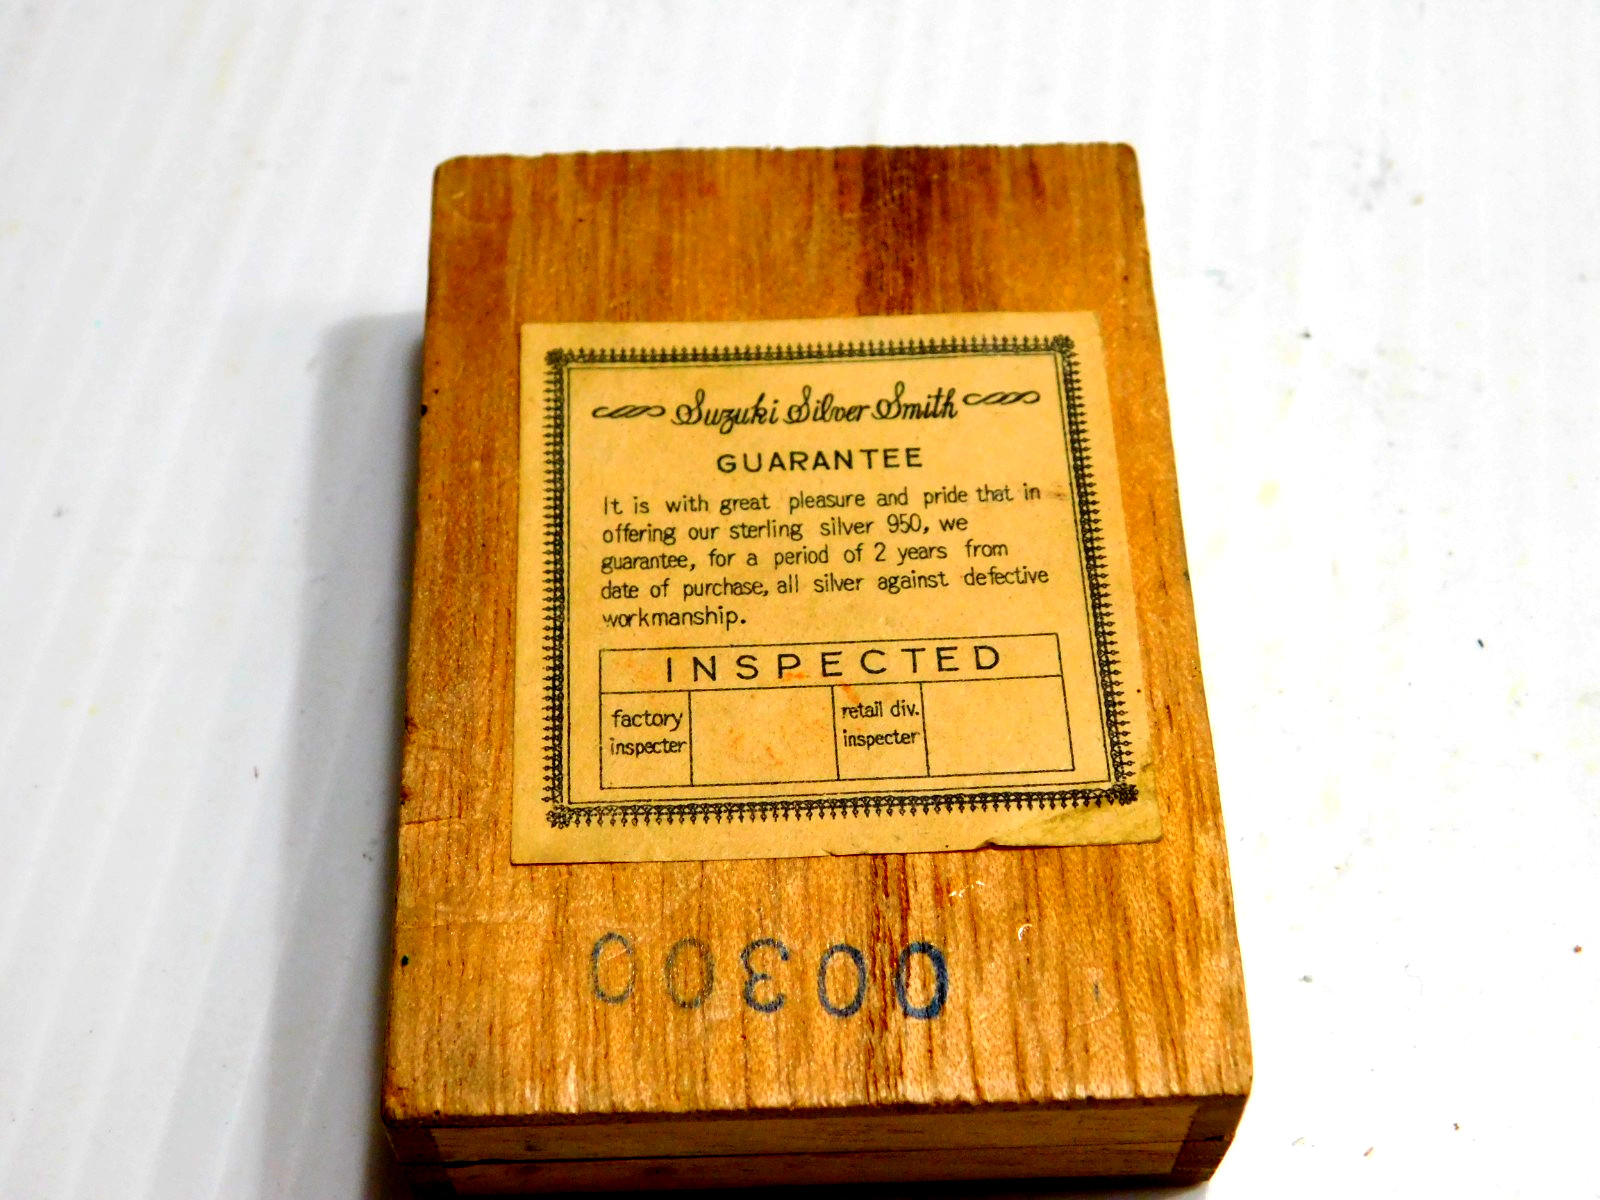 Suzuki Silver Smith
GUARANTEE
It is with great pleasure and pride that in
offering our sterling silver 950, we
guarantee, for a period of 2 years from
date of purchase, all silver against defective
workmanship.
INSPECTED
factory
inspecter
retail div.
inspecter
00300